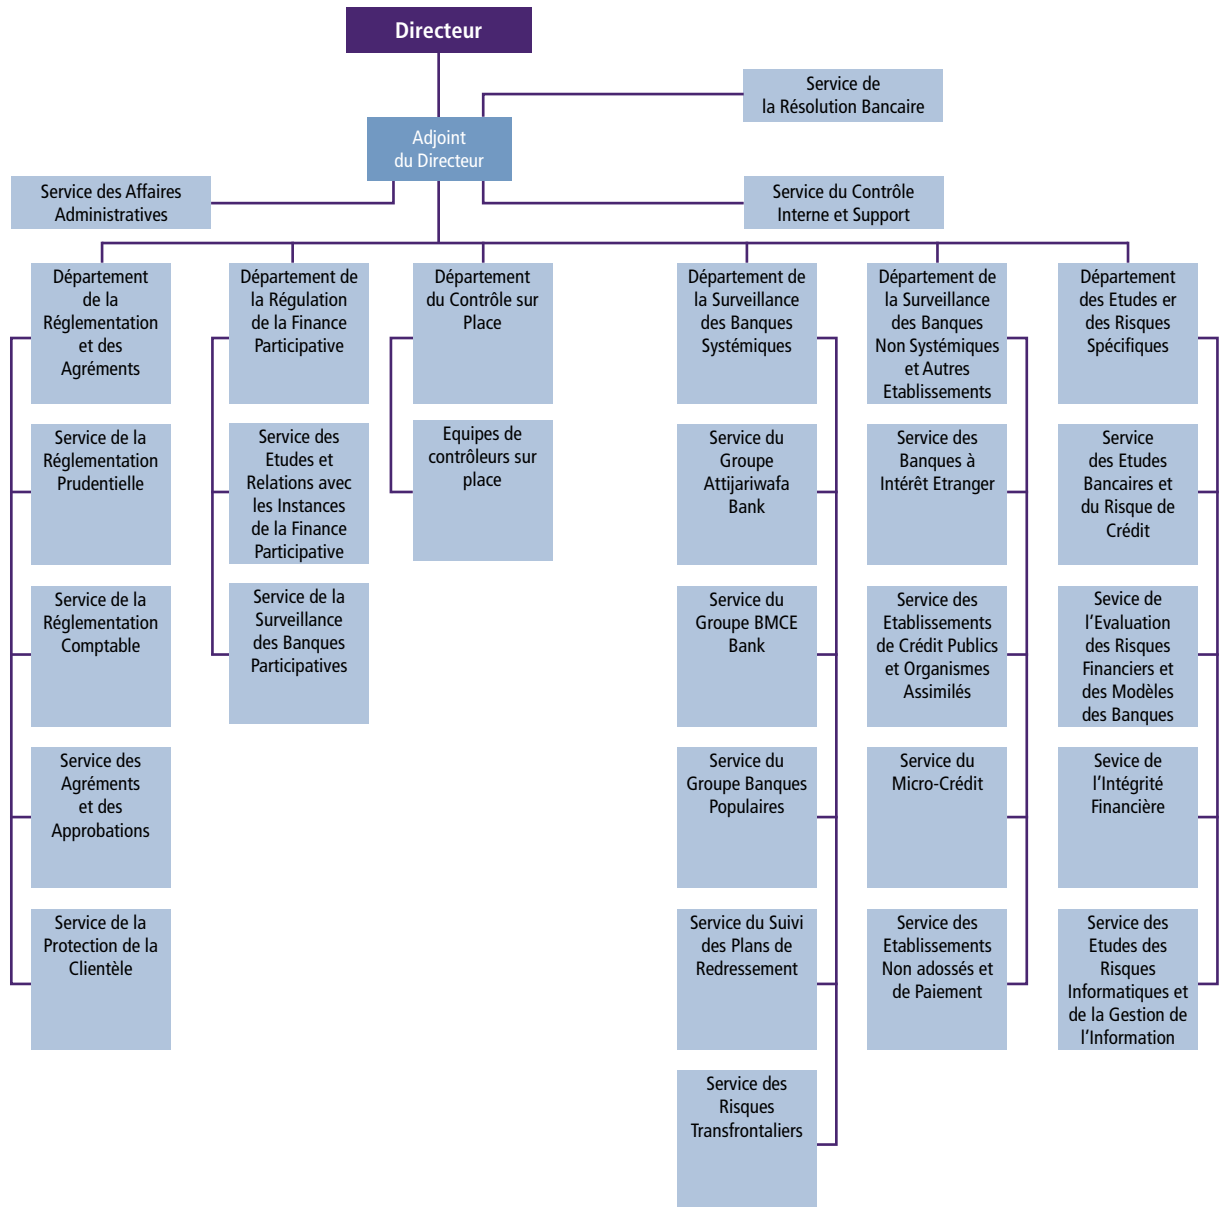 Directeur
Service de
la Résolution Bancaire
Adjoint
du Directeur
Service des Affaires
Administratives
Service du Contrôle
Interne et Support
Département
de la
Réglementation
et des
Agréments
Service de la
Réglementation
Prudentielle
Service de la
Réglementation
Comptable
Service des
Agréments
et des
Approbations
Service de la
Protection de la
Clientèle
Département de
la Régulation
de la Finance
Participative
Service des
Etudes et
Relations avec
les Instances
de la Finance
Participative
Service de la
Surveillance
des Banques
Participatives
Département
du Contrôle sur
Place
Equipes de
contrôleurs sur
place
Département de
la Surveillance
des Banques
Systémiques
Service du
Groupe
Attijariwafa
Bank
Service du
Groupe BMCE
Bank
Service du
Groupe Banques
Populaires
Service du Suivi
des Plans de
Redressement
Service des
Risques
Transfrontaliers
Département de
la Surveillance
des Banques
Non Systémiques
et Autres
Etablissements
Service des
Banques à
Intérêt Etranger
Service des
Etablissements
de Crédit Publics
et Organismes
Assimilés
Service du
Micro-Crédit
Service des
Etablissements
Non adossés et
de Paiement
Département
des Etudes er
des Risques
Spécifiques
Service
des Etudes
Bancaires et
du Risque de
Crédit
Sevice de
l’Evaluation
des Risques
Financiers et
des Modèles
des Banques
Sevice de
l’Intégrité
Financière
Service des
Etudes des
Risques
Informatiques et
de la Gestion de
l’Information